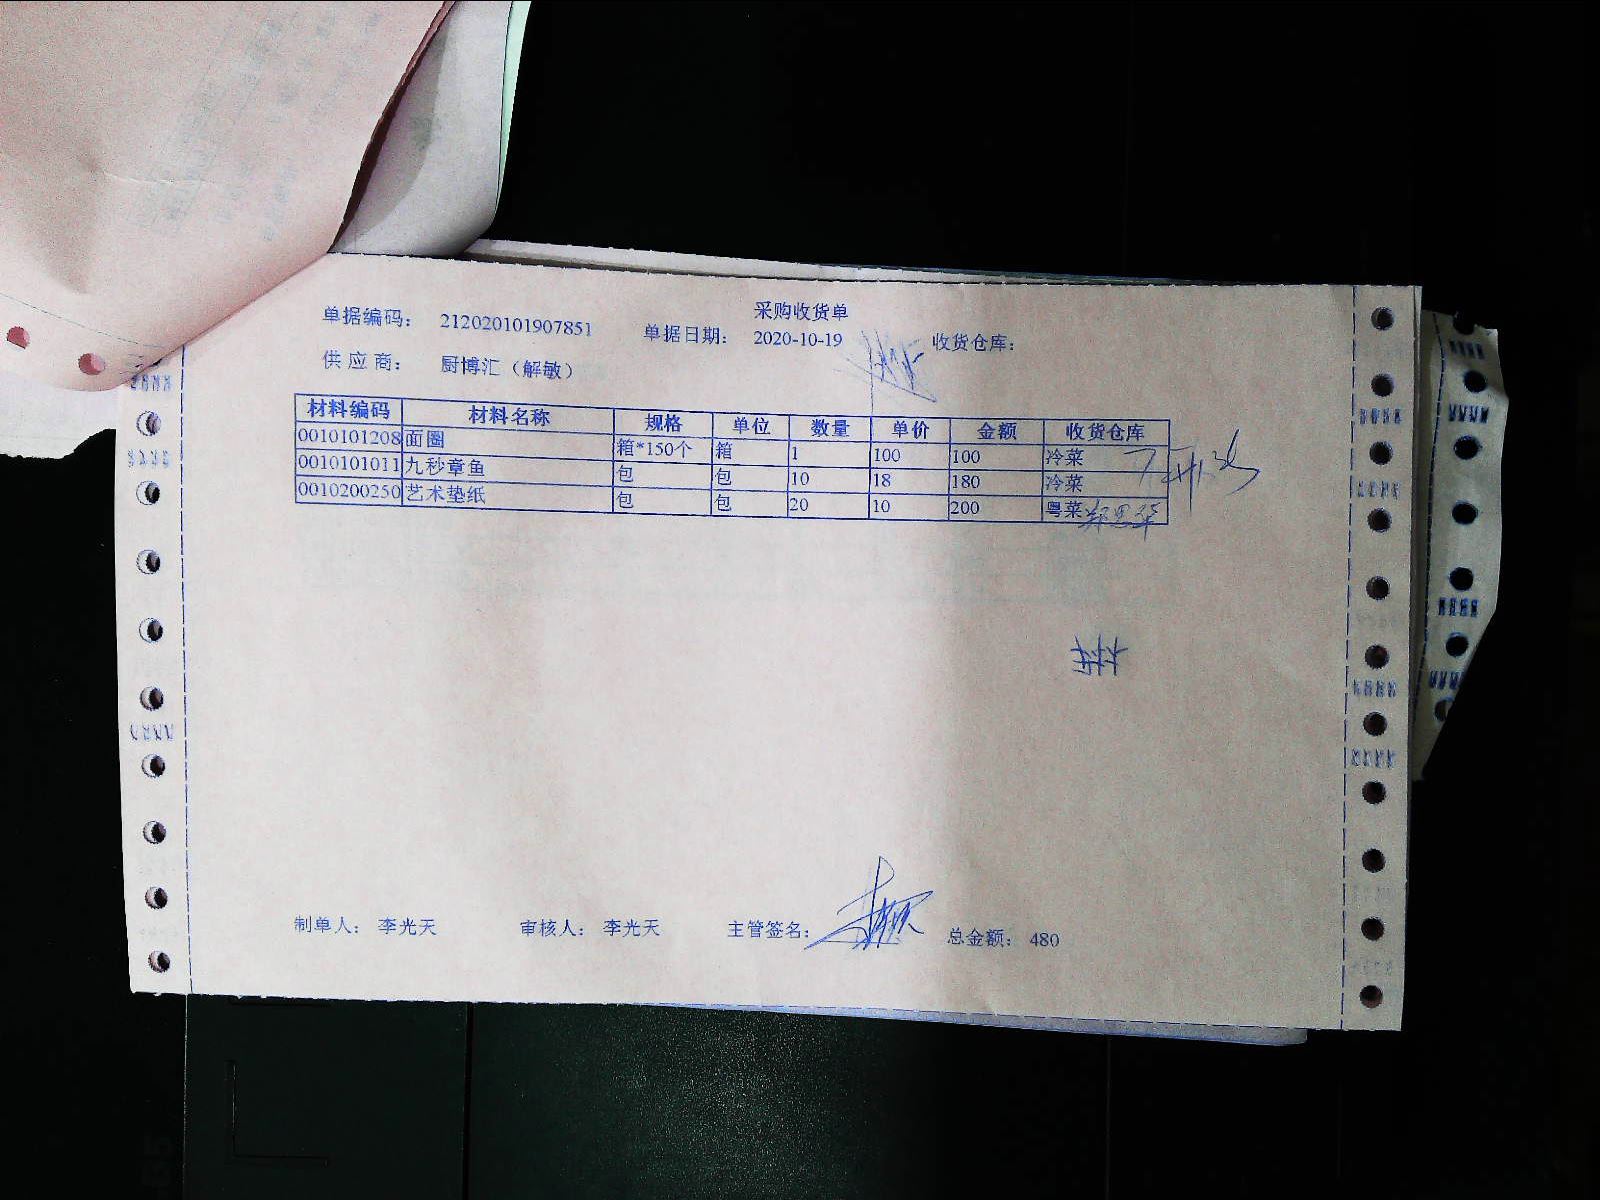 采购收货单
单据编码: 212020101907851 单据日期: 2020-10-19 收货仓库:
供应商: 厨博汇（解敏）
材料编码 材料名称 规格 单位 数量 单价 金额 收货仓库
0010101208 面圈 箱*150个 箱 1 100 100 冷菜
0010101011 九秒章鱼 包 包 10 18 180 冷菜
0010200250 艺术垫纸 包 包 20 10 200 粤菜
制单人: 李光天 审核人: 李光天 主管签名: 总金额: 480